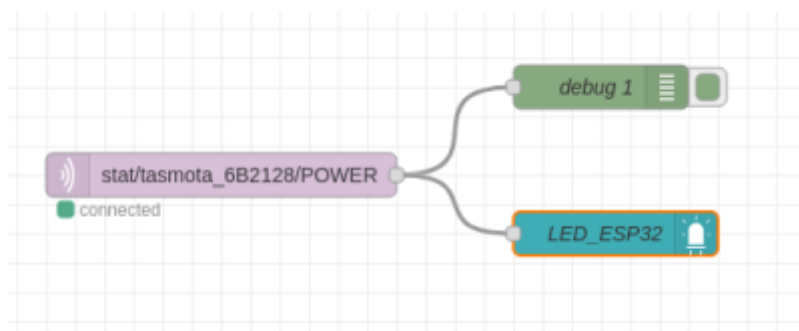 debug 1
stat/tasmota_6B2128/POWER
connected
LED_ESP32